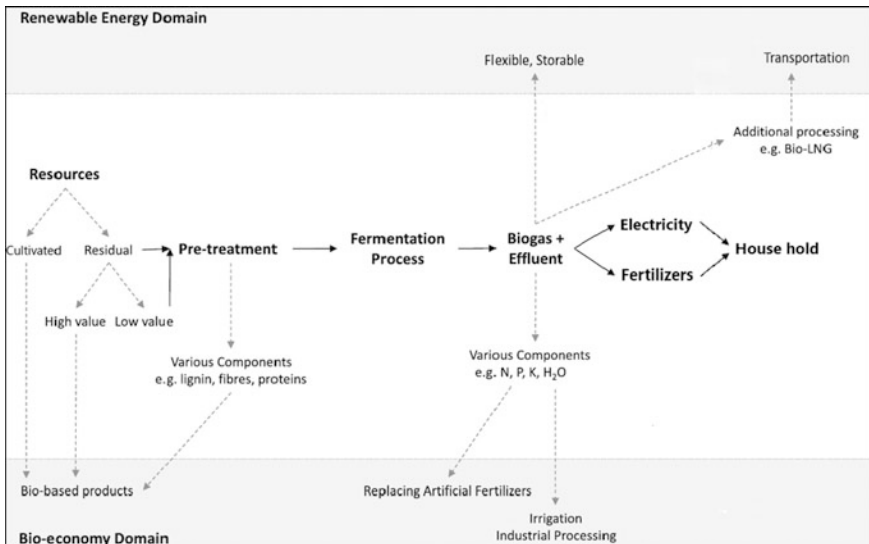 Renewable Energy Domain
Flexible, Storable
Transportation
Additional processing
e.g. Bio-LNG
Resources
Cultivated
Residual
Pre-treatment
Fermentation
Process
Biogas +
Effluent
Electricity
Fertilizers
House hold
High value
Low value
Various Components
e.g. lignin, fibres, proteins
Various Components
e.g. N, P, K, H₂O
Bio-based products
Replacing Artificial Fertilizers
Irrigation
Industrial Processing
Bio-economy Domain